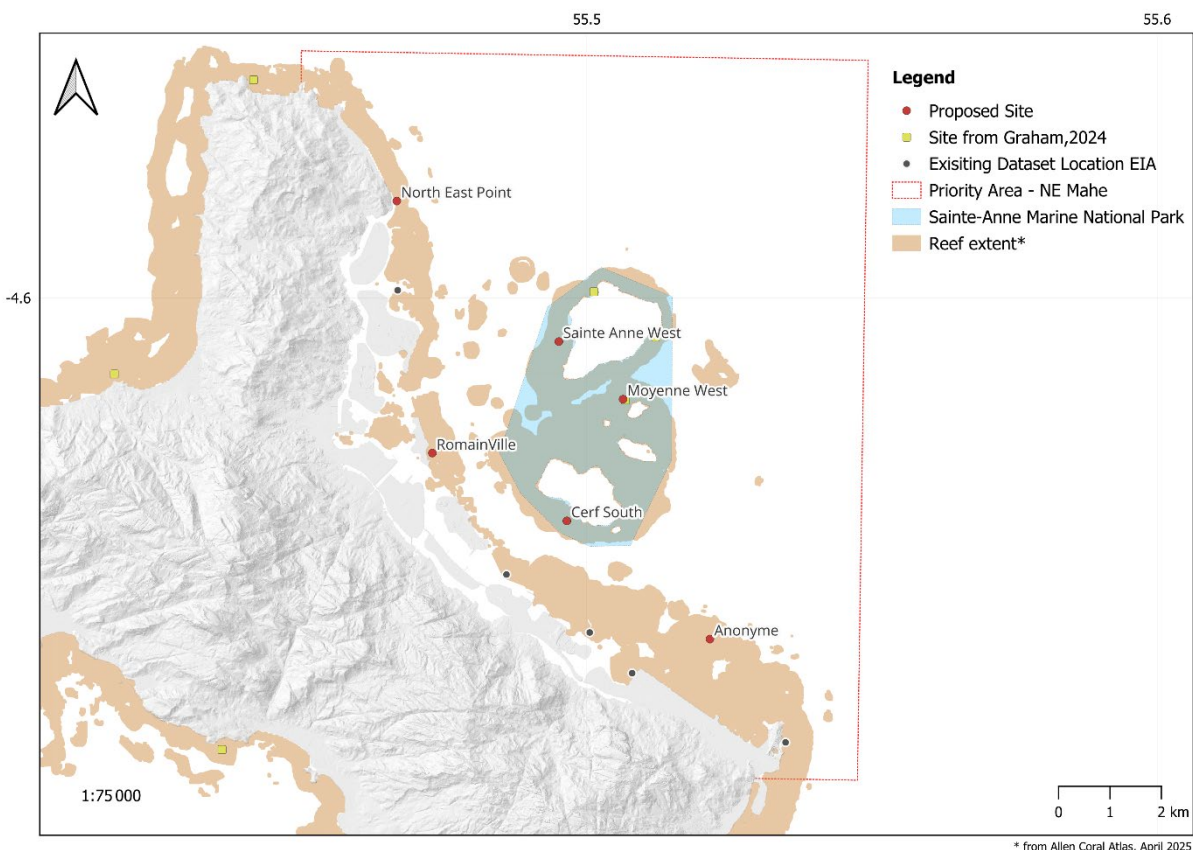 55.5
55.6
Legend
Proposed Site
Site from Graham,2024
Exisiting Dataset Location EIA
Priority Area - NE Mahe
Sainte-Anne Marine National Park
Reef extent*
North East Point
-4.6
Sainte Anne West
Moyenne West
RomainVille
Cerf South
Anonyme
1:75 000
0 1 2 km
* from Allen Coral Atlas, April 2025